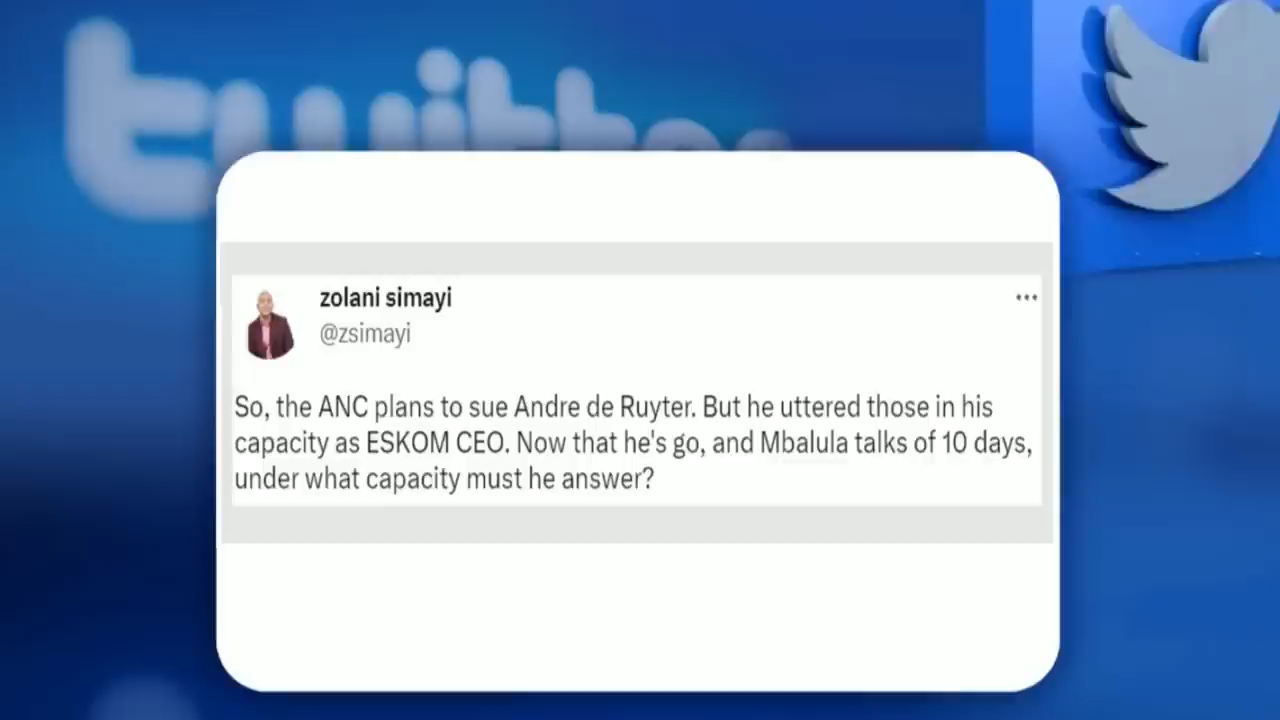 twitter
zolani simayi
@zsimayi
So, the ANC plans to sue Andre de Ruyter. But he uttered those in his
capacity as ESKOM CEO. Now that he's go, and Mbalula talks of 10 days,
under what capacity must he answer?